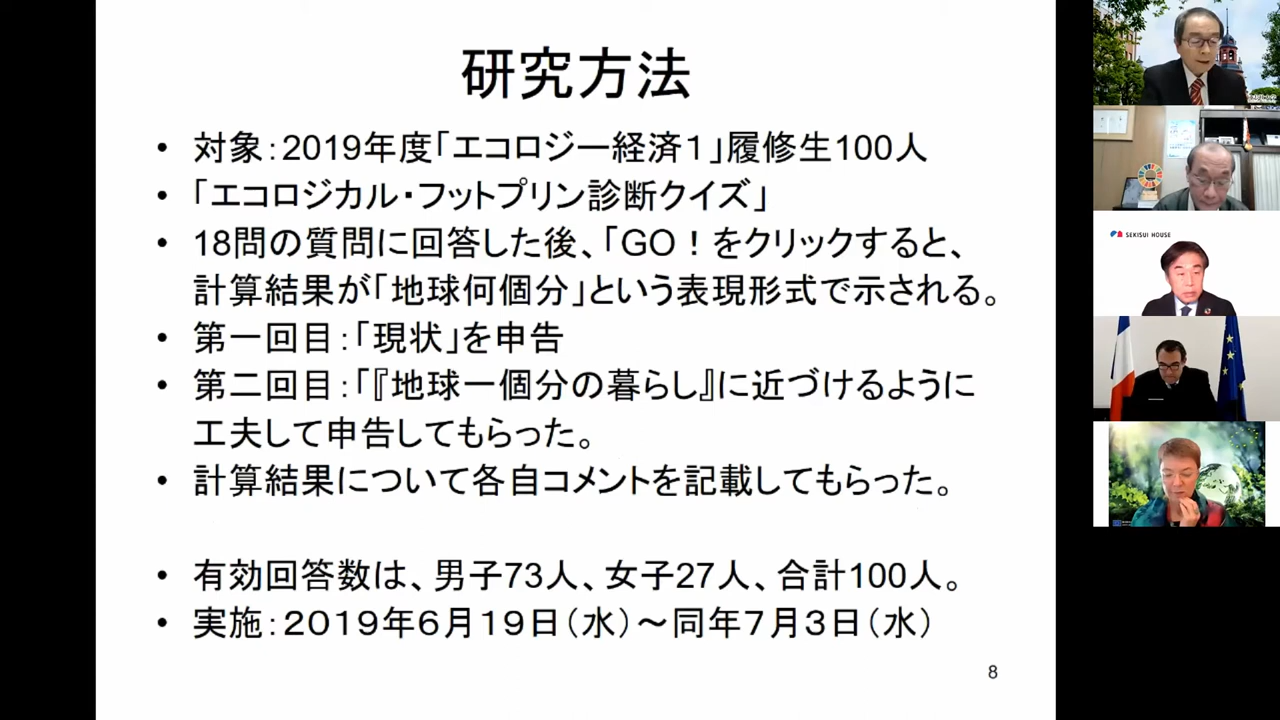 研究方法
• 対象：2019年度「エコロジー経済１」履修生100人
• 「エコロジカル・フットプリン診断クイズ」
• 18問の質問に回答した後、「GO！をクリックすると、
計算結果が「地球何個分」という表現形式で示される。
• 第一回目：「現状」を申告
• 第二回目：「『地球一個分の暮らし』に近づけるように
工夫して申告してもらった。
• 計算結果について各自コメントを記載してもらった。
• 有効回答数は、男子73人、女子27人、合計100人。
• 実施：２０１９年６月１９日（水）～同年７月３日（水）
8
SEKISUI HOUSE